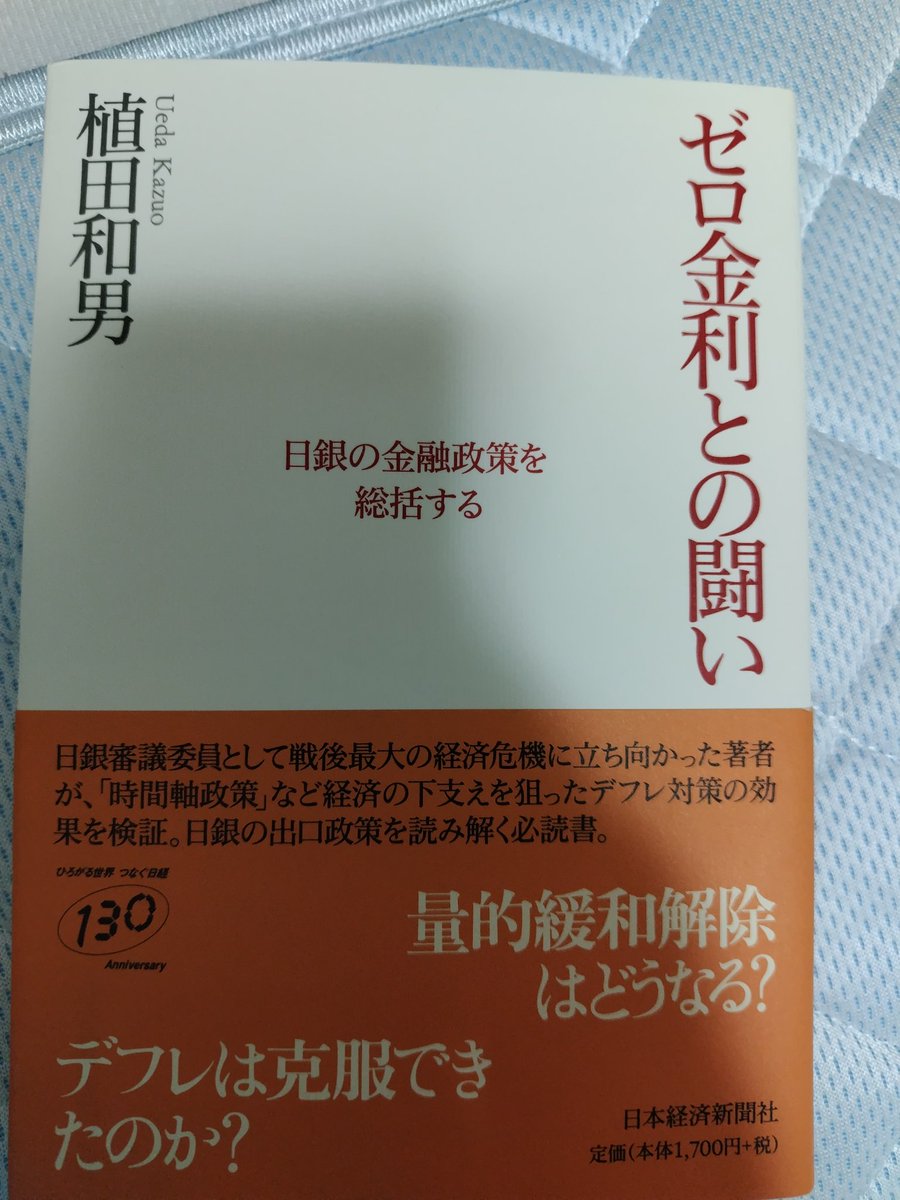 ゼロ金利との闘い
植田和男
Ueda Kazuo
日銀の金融政策を
総括する
日銀審議委員として戦後最大の経済危機に立ち向かった著者
が、「時間軸政策」など経済の下支えを狙ったデフレ対策の効
果を検証。日銀の出口政策を読み解く必読書。
ひろがる世界 つなぐ日経
130
Anniversary
量的緩和解除
はどうなる?
デフレは克服でき
たのか?
日本経済新聞社
定価(本体1,700円+税)